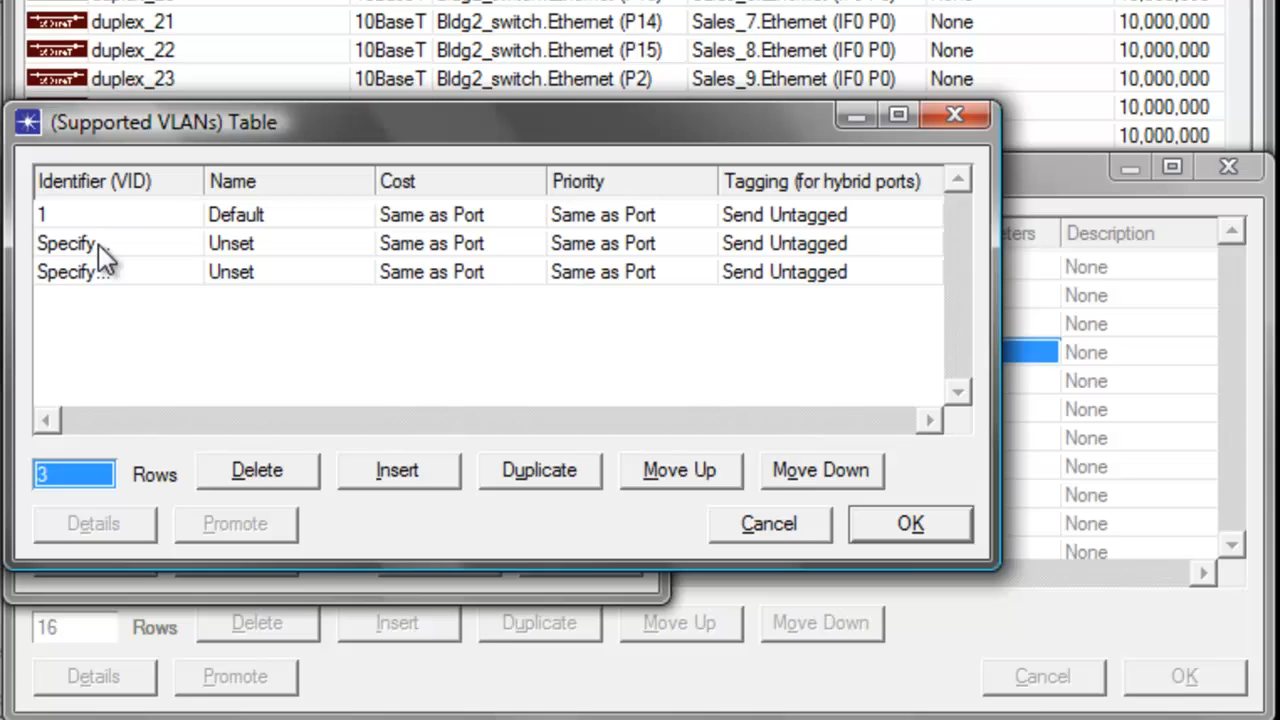 duplex_21 10BaseT Bldg2_switch.Ethernet (P14) Sales_7.Ethernet (IF0 P0) None 10,000,000
duplex_22 10BaseT Bldg2_switch.Ethernet (P15) Sales_8.Ethernet (IF0 P0) None 10,000,000
duplex_23 10BaseT Bldg2_switch.Ethernet (P2) Sales_9.Ethernet (IF0 P0) None 10,000,000
10,000,000
10,000,000
(Supported VLANs) Table
Identifier (VID) Name Cost Priority Tagging (for hybrid ports)
1 Default Same as Port Same as Port Send Untagged
Specify... Unset Same as Port Same as Port Send Untagged
Specify... Unset Same as Port Same as Port Send Untagged
3 Rows Delete Insert Duplicate Move Up Move Down
Details Promote Cancel OK
Description
None
None
None
None
None
None
None
None
None
None
None
16 Rows Delete Insert Duplicate Move Up Move Down
Details Promote Cancel OK